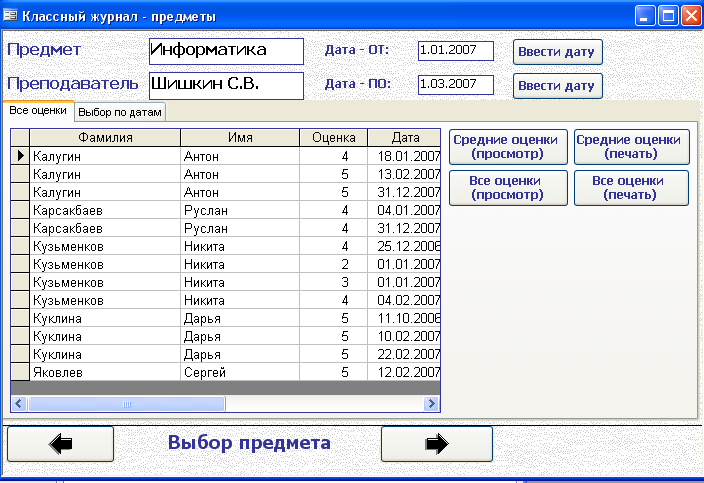 Классный журнал - предметы
Предмет Информатика Дата - ОТ: 1.01.2007 Ввести дату
Преподаватель Шишкин С.В. Дата - ПО: 1.03.2007 Ввести дату
Все оценки Выбор по датам
Фамилия Имя Оценка Дата
Калугин Антон 4 18.01.2007
Калугин Антон 5 13.02.2007
Калугин Антон 5 31.12.2007
Карсакбаев Руслан 4 04.01.2007
Карсакбаев Руслан 4 31.12.2007
Кузьменков Никита 4 25.12.2006
Кузьменков Никита 2 01.01.2007
Кузьменков Никита 3 01.01.2007
Кузьменков Никита 4 04.02.2007
Куклина Дарья 5 11.10.2006
Куклина Дарья 5 10.02.2007
Куклина Дарья 5 22.02.2007
Яковлев Сергей 5 12.02.2007
Средние оценки
(просмотр)
Средние оценки
(печать)
Все оценки
(просмотр)
Все оценки
(печать)
Выбор предмета